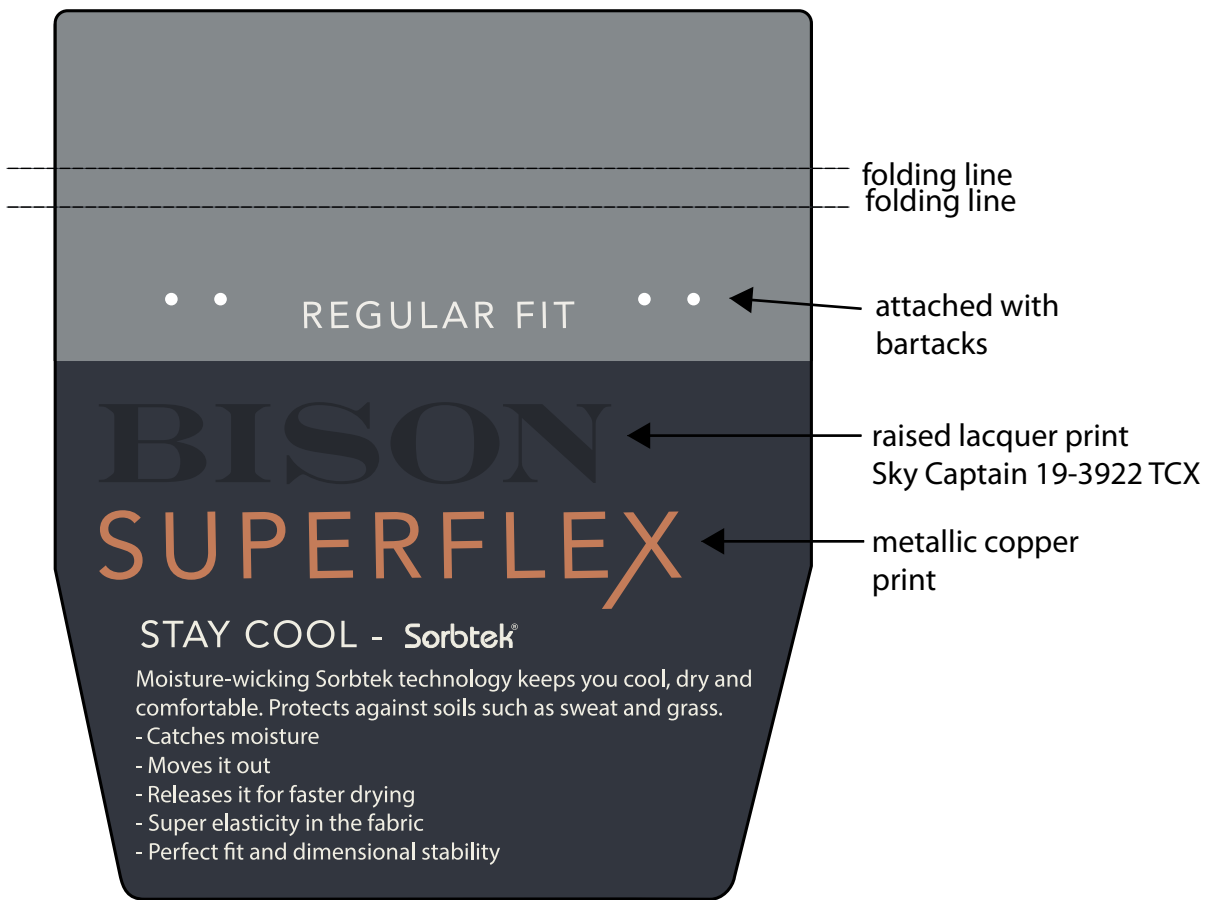 folding line
folding line
REGULAR FIT
attached with
bartacks
BISON
raised lacquer print
Sky Captain 19-3922 TCX
SUPERFLEX
metallic copper
print
STAY COOL - Sorbtek®
Moisture-wicking Sorbtek technology keeps you cool, dry and
comfortable. Protects against soils such as sweat and grass.
- Catches moisture
- Moves it out
- Releases it for faster drying
- Super elasticity in the fabric
- Perfect fit and dimensional stability